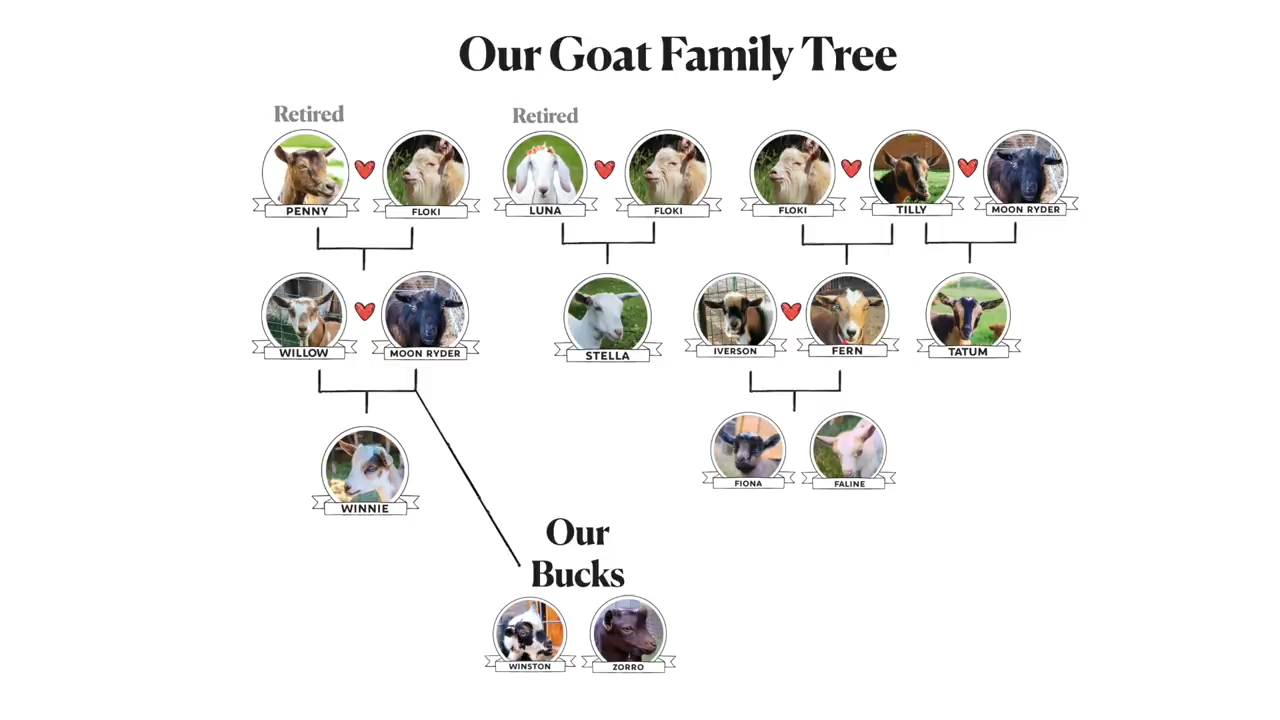 Our Goat Family Tree
Retired
Retired
PENNY
FLOKI
LUNA
FLOKI
FLOKI
TILLY
MOON RYDER
WILLOW
MOON RYDER
STELLA
IVERSON
FERN
TATUM
FIONA
FALINE
WINNIE
Our
Bucks
WINSTON
ZORRO